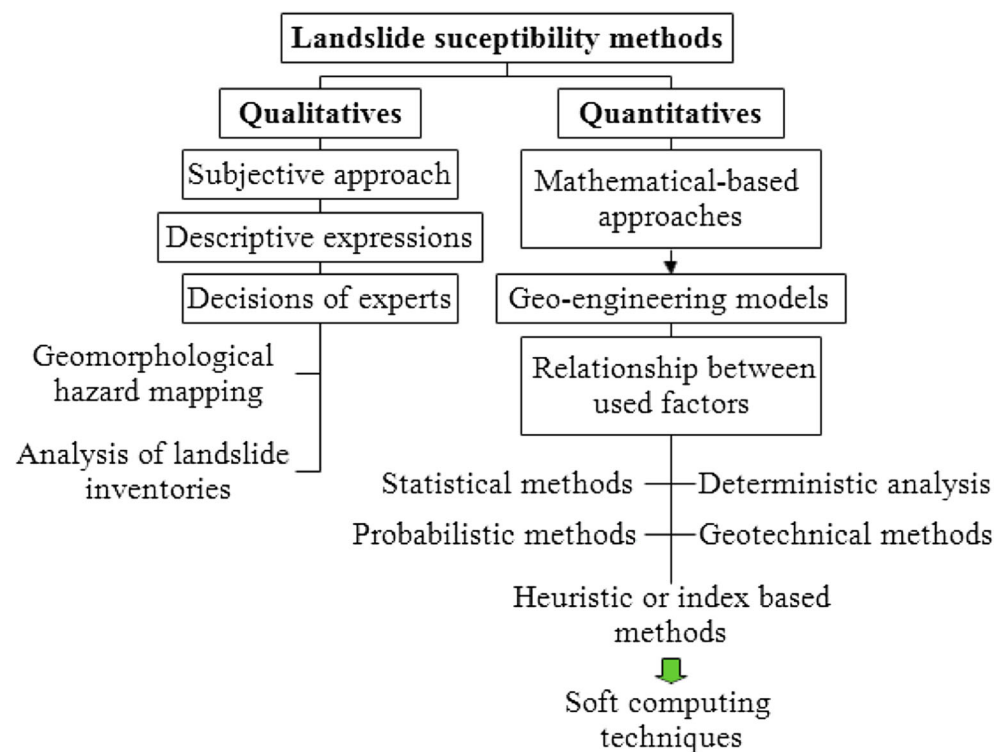 Landslide suceptibility methods
Qualitatives
Subjective approach
Descriptive expressions
Decisions of experts
Geomorphological
hazard mapping
Analysis of landslide
inventories
Quantitatives
Mathematical-based
approaches
Geo-engineering models
Relationship between
used factors
Statistical methods
Deterministic analysis
Probabilistic methods
Geotechnical methods
Heuristic or index based
methods
Soft computing
techniques